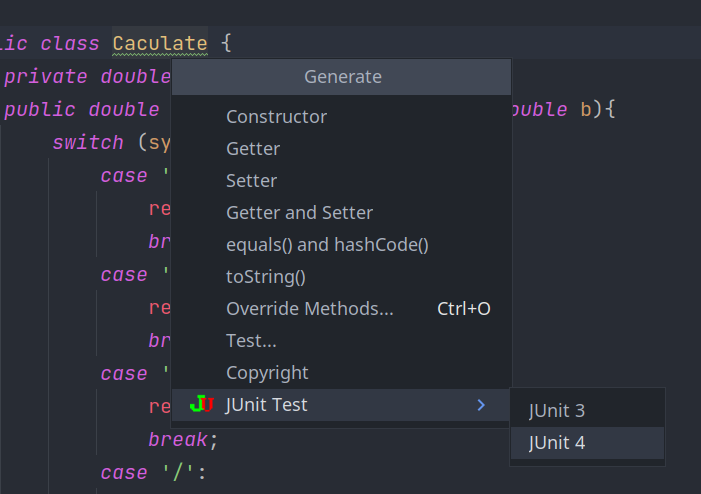 lic class Caculate {
private double
public double double b){
switch (sy
case '
re
br
case '
re
br
case '
re
break;
case '/':
Generate
Constructor
Getter
Setter
Getter and Setter
equals() and hashCode()
toString()
Override Methods... Ctrl+O
Test...
Copyright
JUnit Test
JUnit 3
JUnit 4